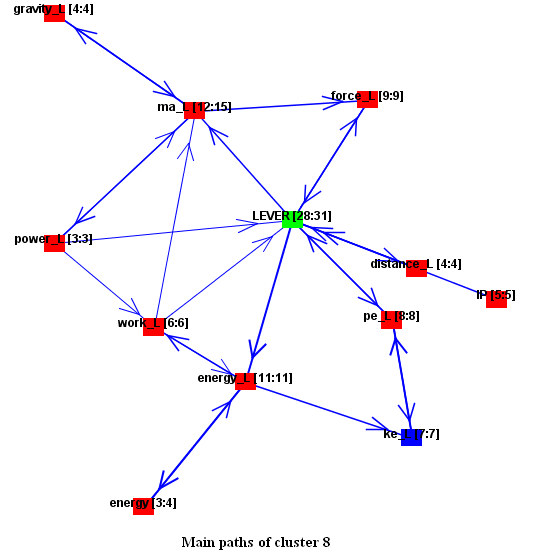 gravity_L [4:4]
force_L [9:9]
ma_L [12:15]
LEVER [28:31]
power_L [3:3]
distance_L [4:4]
IP [5:5]
pe_L [8:8]
work_L [6:6]
energy_L [11:11]
ke_L [7:7]
energy [3:4]
Main paths of cluster 8